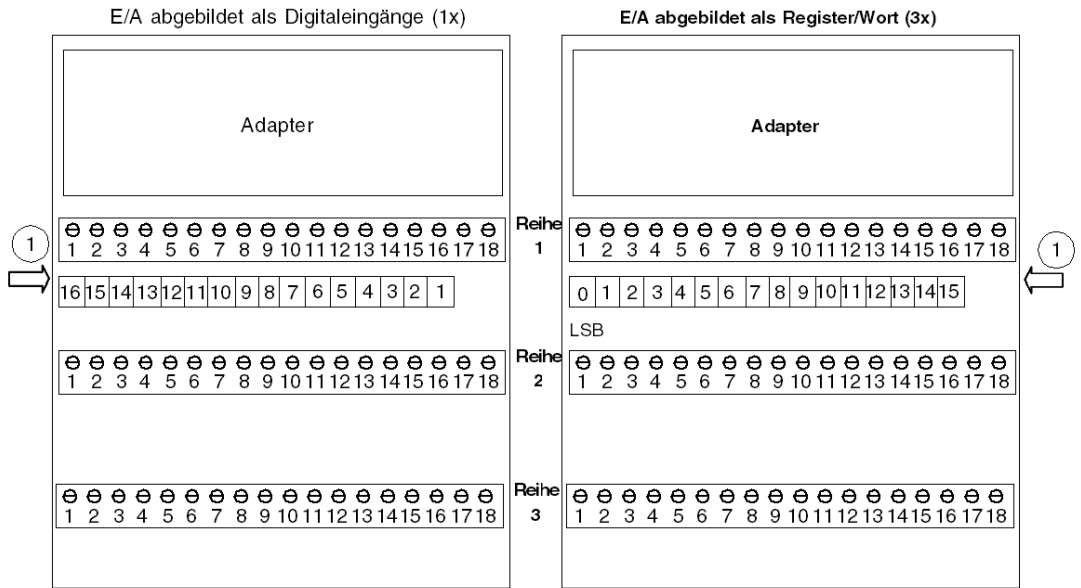 E/A abgebildet als Digitaleingänge (1x)
E/A abgebildet als Register/Wort (3x)
Adapter
Adapter
Reihe
1
1 2 3 4 5 6 7 8 9 10 11 12 13 14 15 16 17 18
1 2 3 4 5 6 7 8 9 10 11 12 13 14 15 16 17 18
1
1
16 15 14 13 12 11 10 9 8 7 6 5 4 3 2 1
0 1 2 3 4 5 6 7 8 9 10 11 12 13 14 15
LSB
Reihe
2
1 2 3 4 5 6 7 8 9 10 11 12 13 14 15 16 17 18
1 2 3 4 5 6 7 8 9 10 11 12 13 14 15 16 17 18
Reihe
3
1 2 3 4 5 6 7 8 9 10 11 12 13 14 15 16 17 18
1 2 3 4 5 6 7 8 9 10 11 12 13 14 15 16 17 18